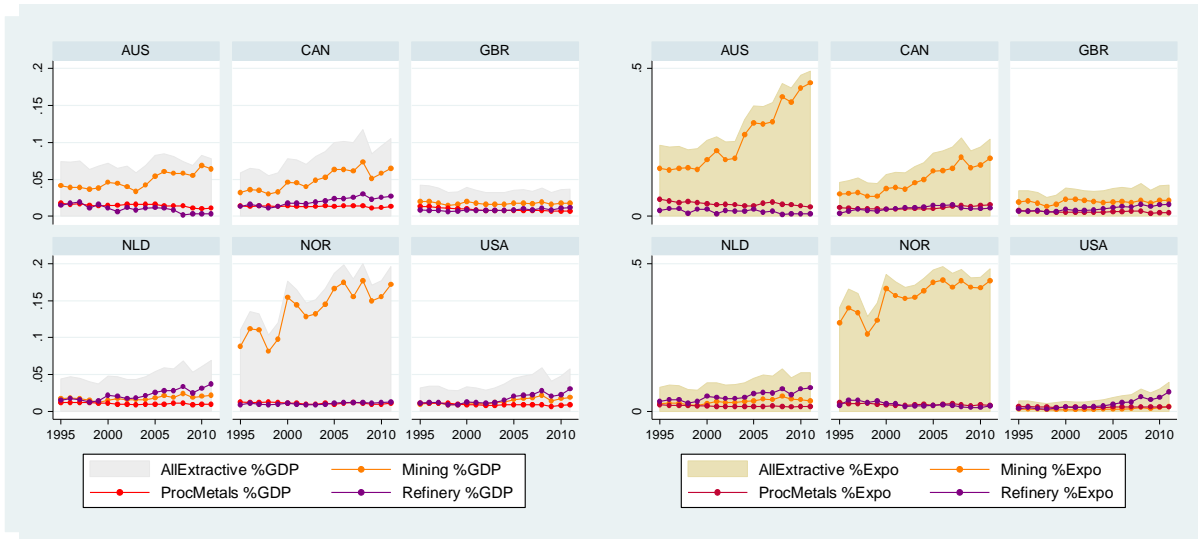 AUS CAN GBR
.2
.15
.1
.05
0
NLD NOR USA
.2
.15
.1
.05
0
1995 2000 2005 2010 1995 2000 2005 2010 1995 2000 2005 2010
AllExtractive %GDP Mining %GDP
ProcMetals %GDP Refinery %GDP
AUS CAN GBR
.5
0
NLD NOR USA
.5
0
1995 2000 2005 2010 1995 2000 2005 2010 1995 2000 2005 2010
AllExtractive %Expo Mining %Expo
ProcMetals %Expo Refinery %Expo